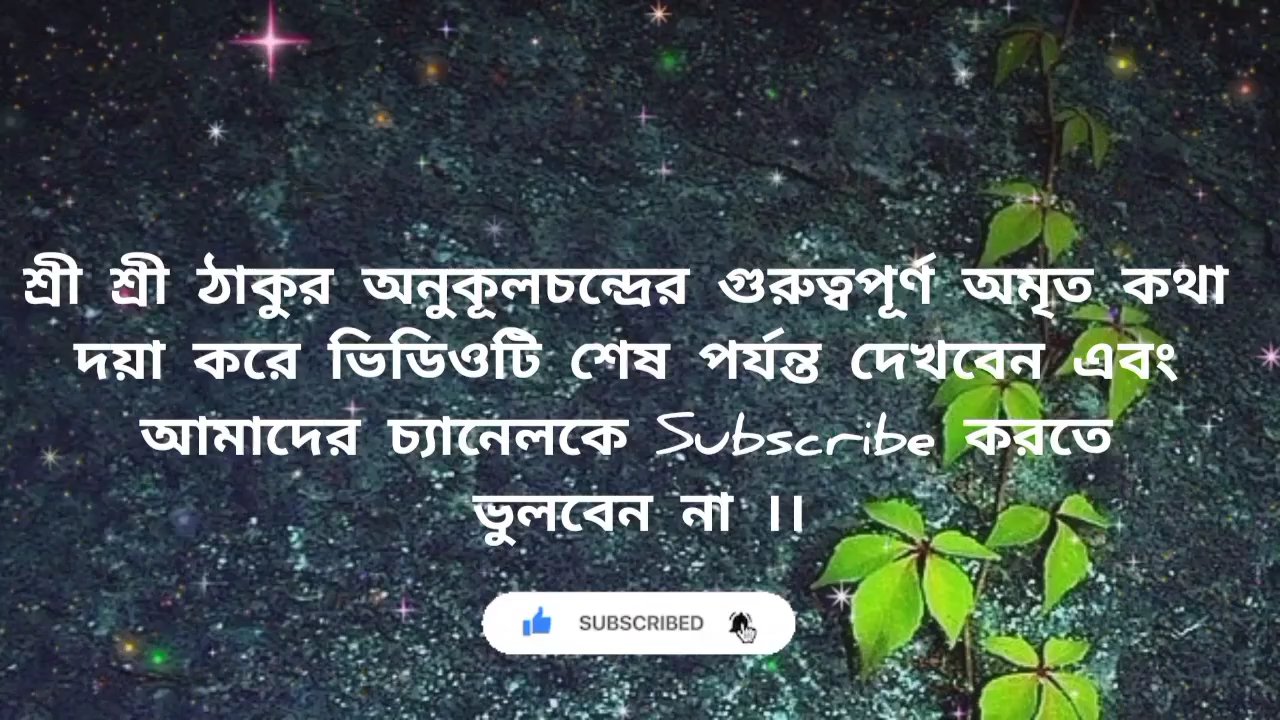 শ্রী শ্রী ঠাকুর অনুকূলচন্দ্রের গুরুত্বপূর্ণ অমৃত কথা
দয়া করে ভিডিওটি শেষ পর্যন্ত দেখবেন এবং
আমাদের চ্যানেলকে Subscribe করতে
ভুলবেন না ।।
SUBSCRIBED